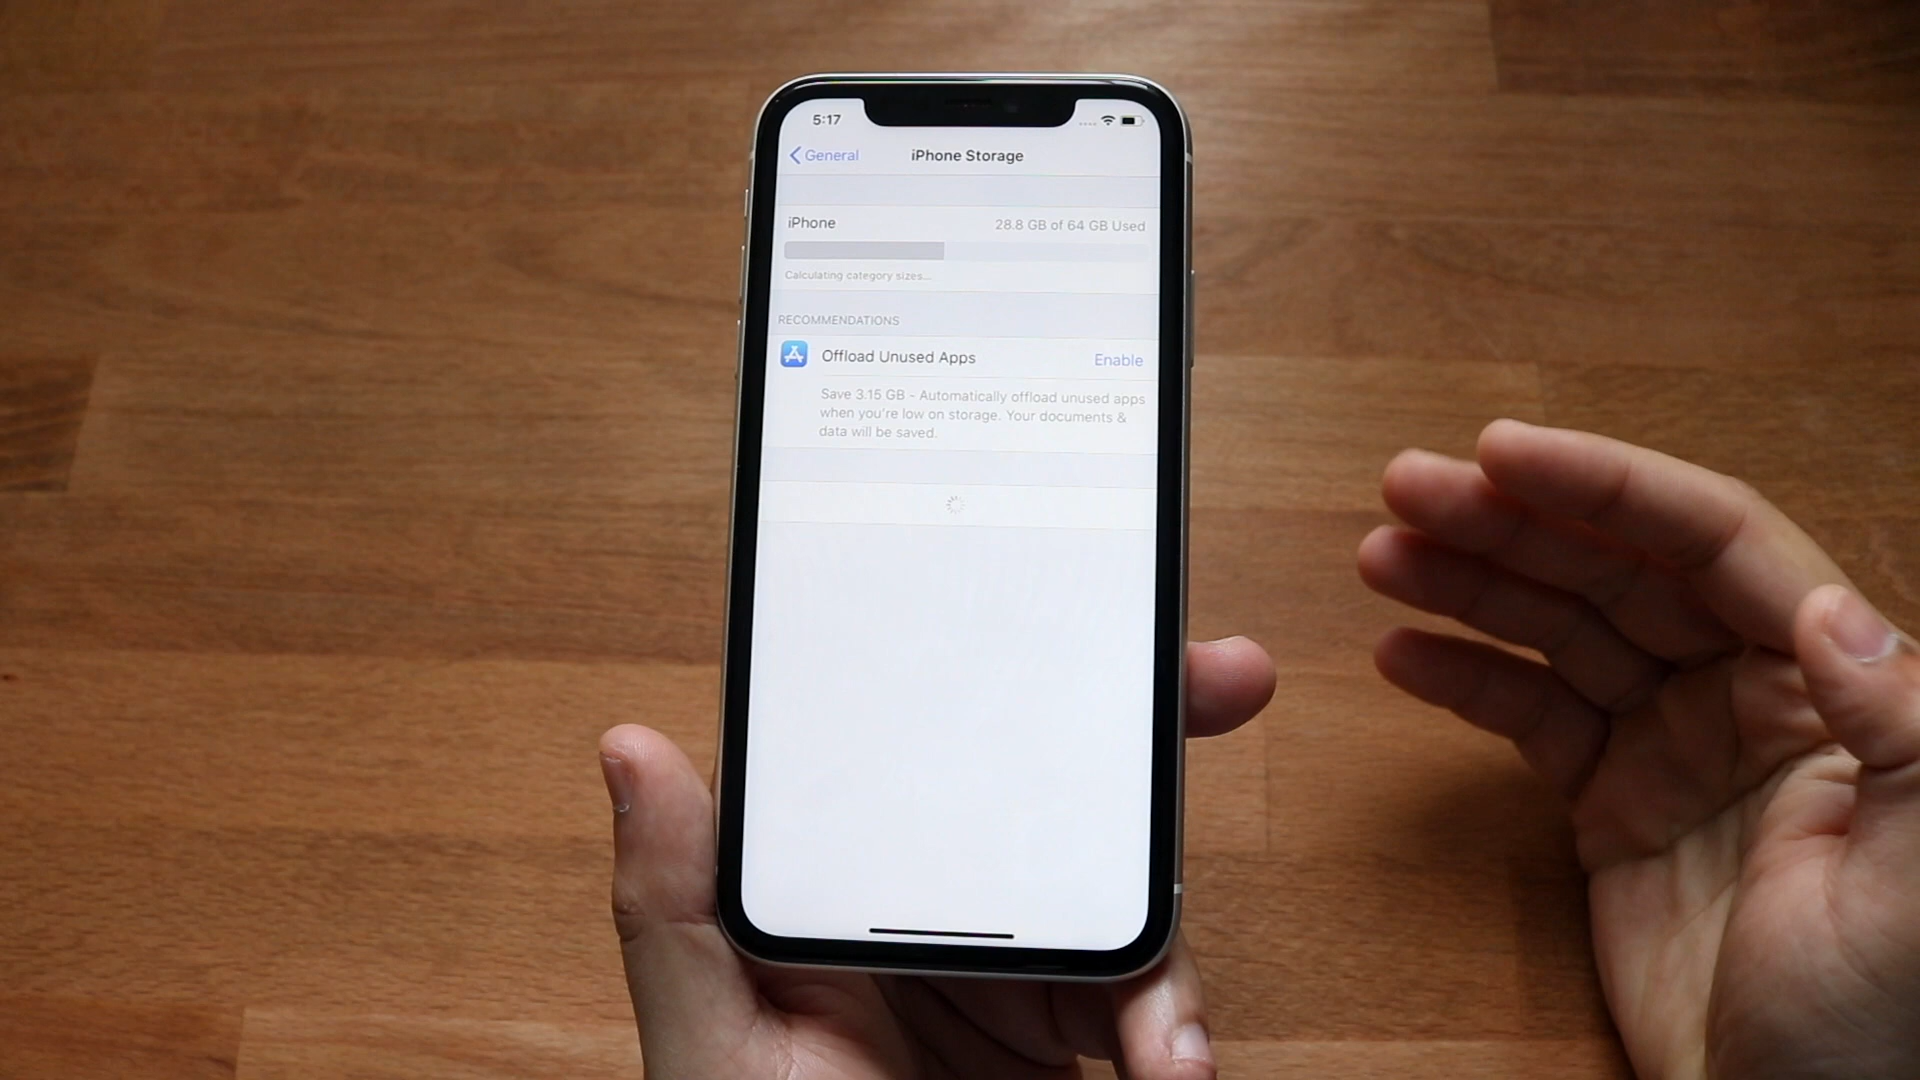 5:17
General
iPhone Storage
iPhone
28.8 GB of 64 GB Used
Calculating category sizes...
RECOMMENDATIONS
Offload Unused Apps
Enable
Save 3.15 GB - Automatically offload unused apps
when you're low on storage. Your documents &
data will be saved.